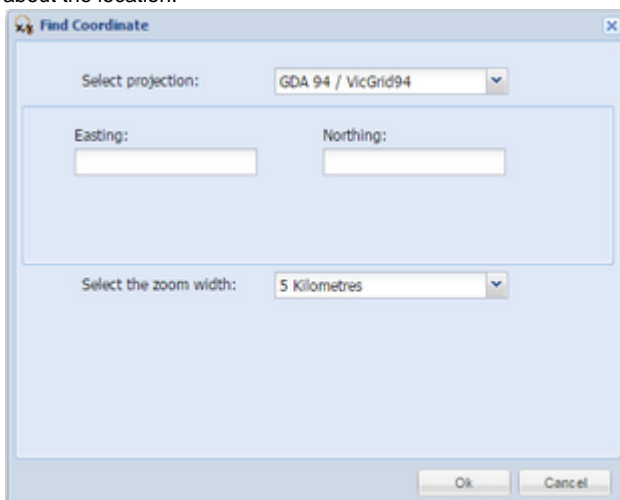 about the location.
x,y Find Coordinate
Select projection: GDA 94 / VicGrid94
Easting: Northing:
Select the zoom width: 5 Kilometres
Ok Cancel